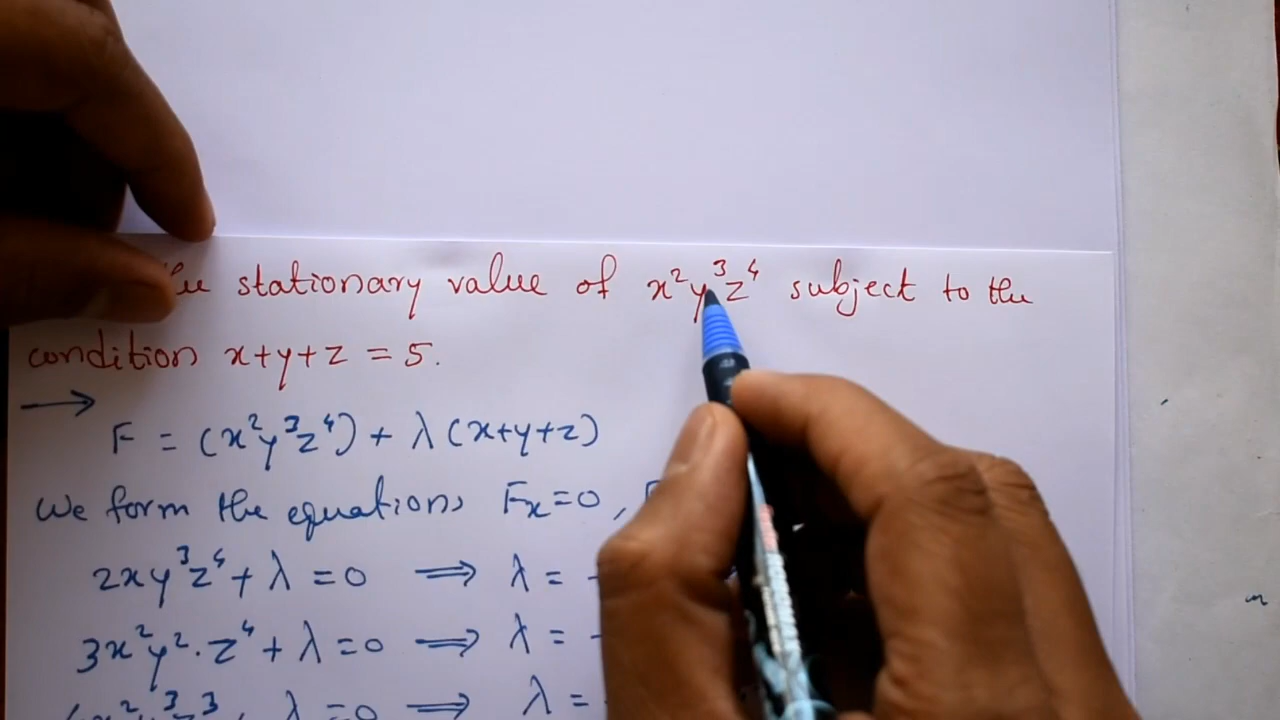 stationary value of x²y³z⁴ subject to the
condition x+y+z = 5.
→
F = (x²y³z⁴) + λ(x+y+z)
We form the equations Fx=0,
2xy³z⁴ + λ = 0 ⟹ λ = -
3x²y²·z⁴ + λ = 0 ⟹ λ = -
λ = 0 ⟹ λ = -